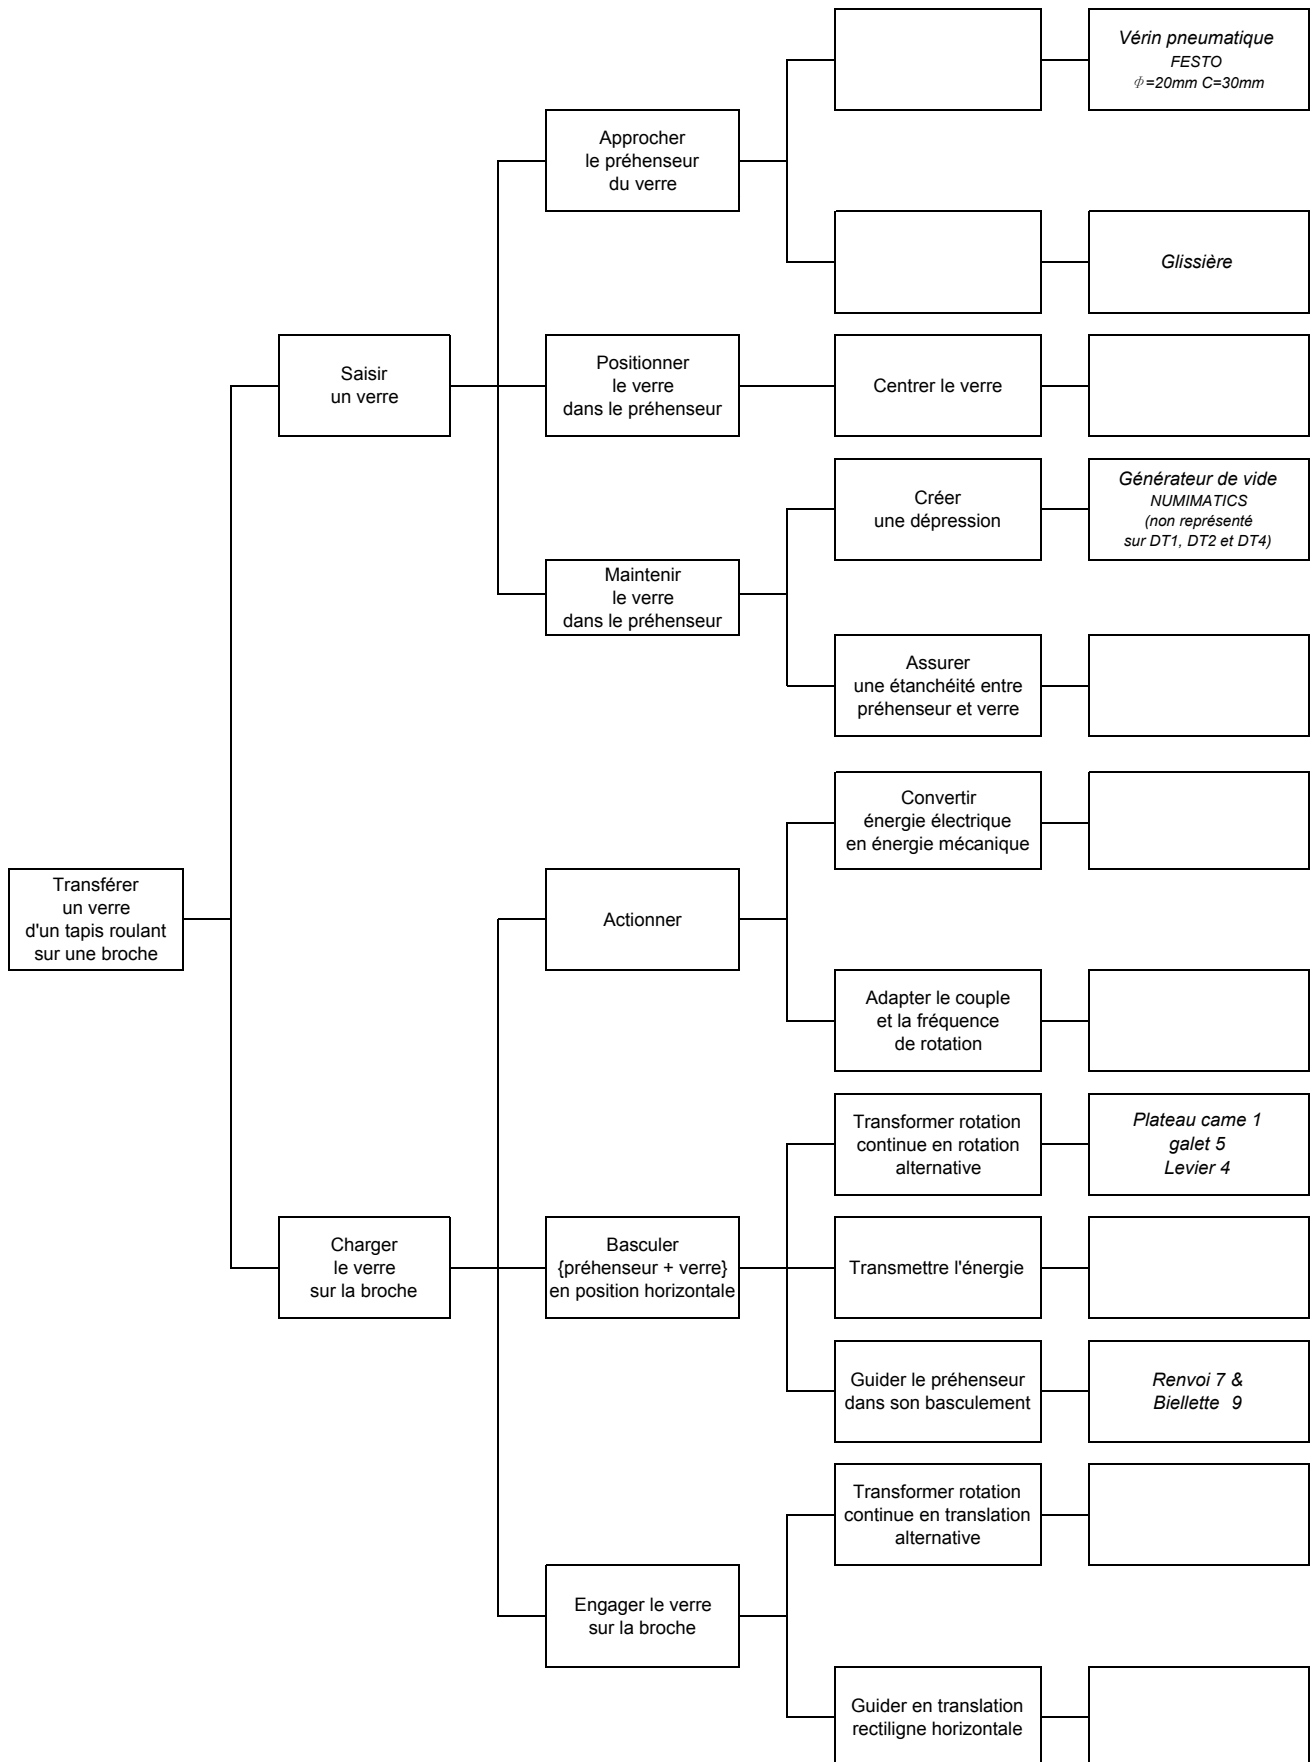 Vérin pneumatique
FESTO
Φ=20mm C=30mm
Approcher
le préhenseur
du verre
Glissière
Saisir
un verre
Positionner
le verre
dans le préhenseur
Centrer le verre
Créer
une dépression
Générateur de vide
NUMIMATICS
(non représenté
sur DT1, DT2 et DT4)
Maintenir
le verre
dans le préhenseur
Assurer
une étanchéité entre
préhenseur et verre
Convertir
énergie électrique
en énergie mécanique
Transférer
un verre
d'un tapis roulant
sur une broche
Actionner
Adapter le couple
et la fréquence
de rotation
Transformer rotation
continue en rotation
alternative
Plateau came 1
galet 5
Levier 4
Charger
le verre
sur la broche
Basculer
{préhenseur + verre}
en position horizontale
Transmettre l'énergie
Guider le préhenseur
dans son basculement
Renvoi 7 &
Biellette 9
Transformer rotation
continue en translation
alternative
Engager le verre
sur la broche
Guider en translation
rectiligne horizontale